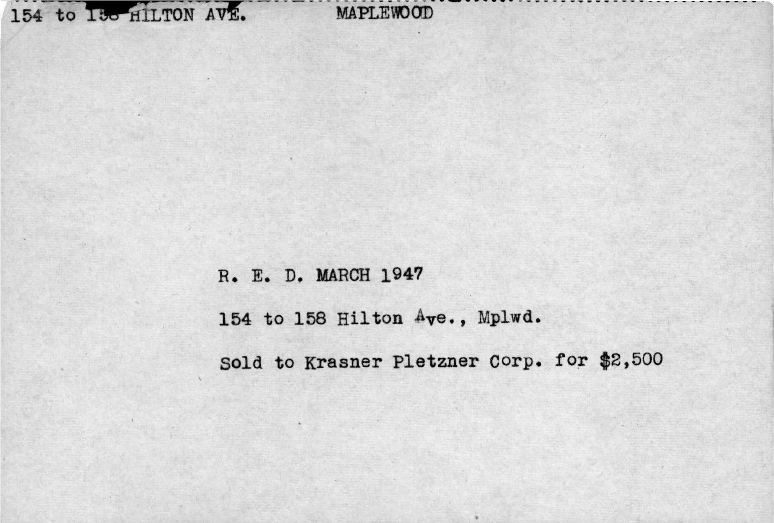 154 to 158 HILTON AVE. MAPLEWOOD
R. E. D. MARCH 1947
154 to 158 Hilton Ave., Mplwd.
Sold to Krasner Pletzner Corp. for $2,500